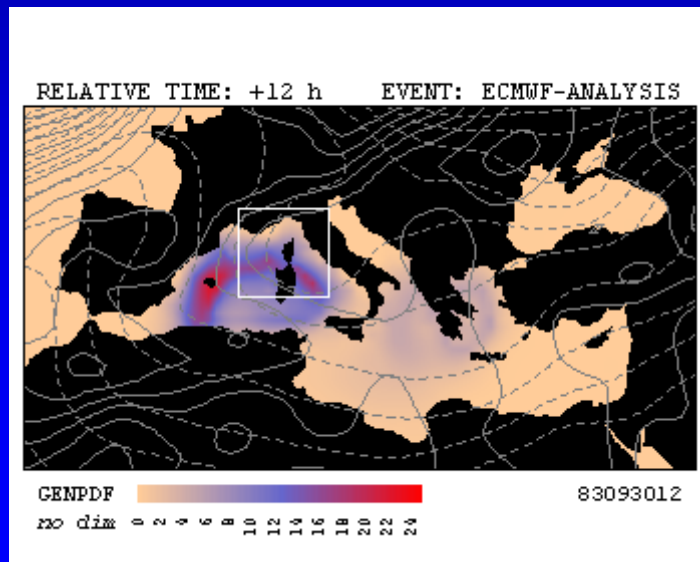 RELATIVE TIME: +12 h EVENT: ECMWF-ANALYSIS
GENPDF 83093012
no dim 0 2 4 6 8 10 12 14 16 18 20 22 24